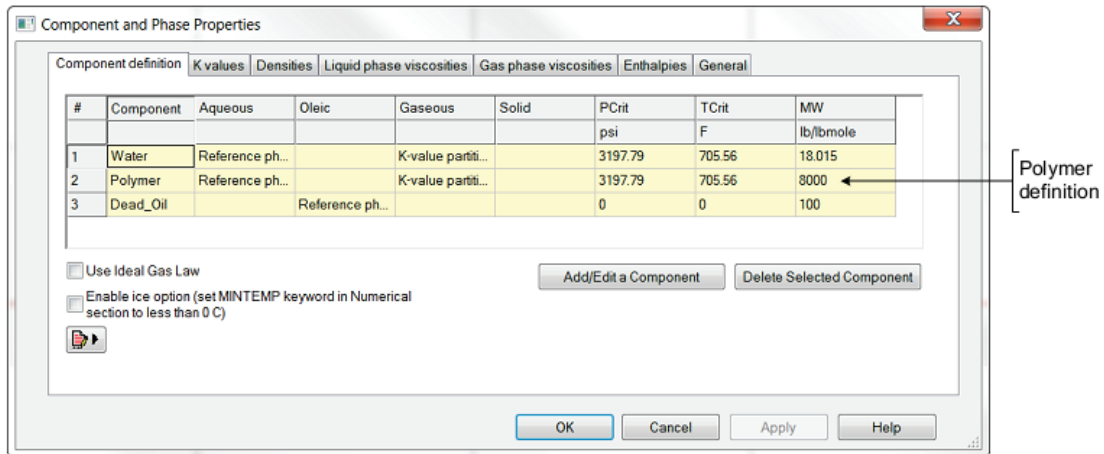 Component and Phase Properties
Component definition K values Densities Liquid phase viscosities Gas phase viscosities Enthalpies General
# Component Aqueous Oleic Gaseous Solid PCrit TCrit MW
psi F lb/lbmole
1 Water Reference ph... K-value partiti... 3197.79 705.56 18.015
2 Polymer Reference ph... K-value partiti... 3197.79 705.56 8000
3 Dead_Oil Reference ph... 0 0 100
Polymer
definition
Use Ideal Gas Law
Add/Edit a Component Delete Selected Component
Enable ice option (set MINTEMP keyword in Numerical
section to less than 0 C)
OK Cancel Apply Help